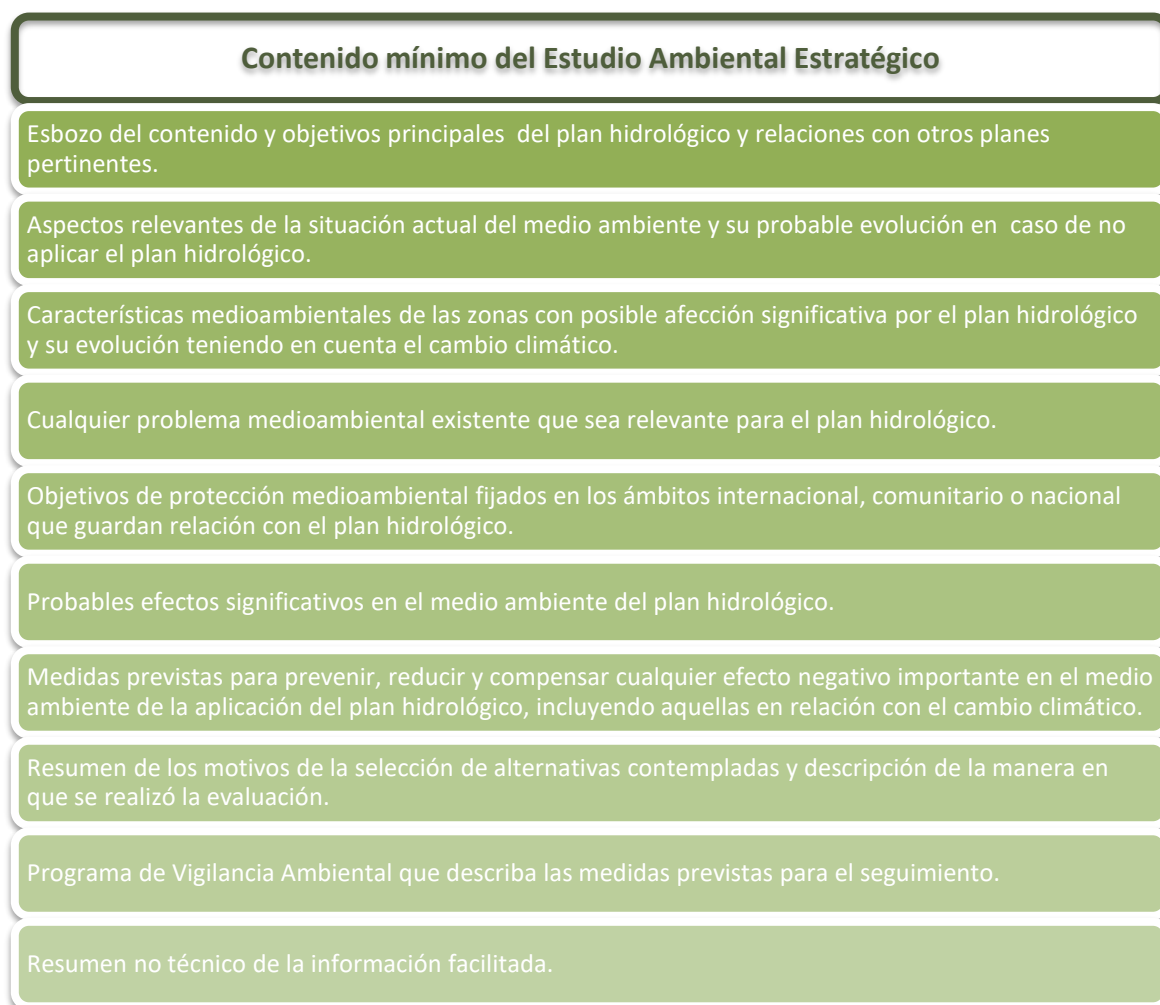 Contenido mínimo del Estudio Ambiental Estratégico
Esbozo del contenido y objetivos principales del plan hidrológico y relaciones con otros planes
pertinentes.
Aspectos relevantes de la situación actual del medio ambiente y su probable evolución en caso de no
aplicar el plan hidrológico.
Características medioambientales de las zonas con posible afección significativa por el plan hidrológico
y su evolución teniendo en cuenta el cambio climático.
Cualquier problema medioambiental existente que sea relevante para el plan hidrológico.
Objetivos de protección medioambiental fijados en los ámbitos internacional, comunitario o nacional
que guardan relación con el plan hidrológico.
Probables efectos significativos en el medio ambiente del plan hidrológico.
Medidas previstas para prevenir, reducir y compensar cualquier efecto negativo importante en el medio
ambiente de la aplicación del plan hidrológico, incluyendo aquellas en relación con el cambio climático.
Resumen de los motivos de la selección de alternativas contempladas y descripción de la manera en
que se realizó la evaluación.
Programa de Vigilancia Ambiental que describa las medidas previstas para el seguimiento.
Resumen no técnico de la información facilitada.